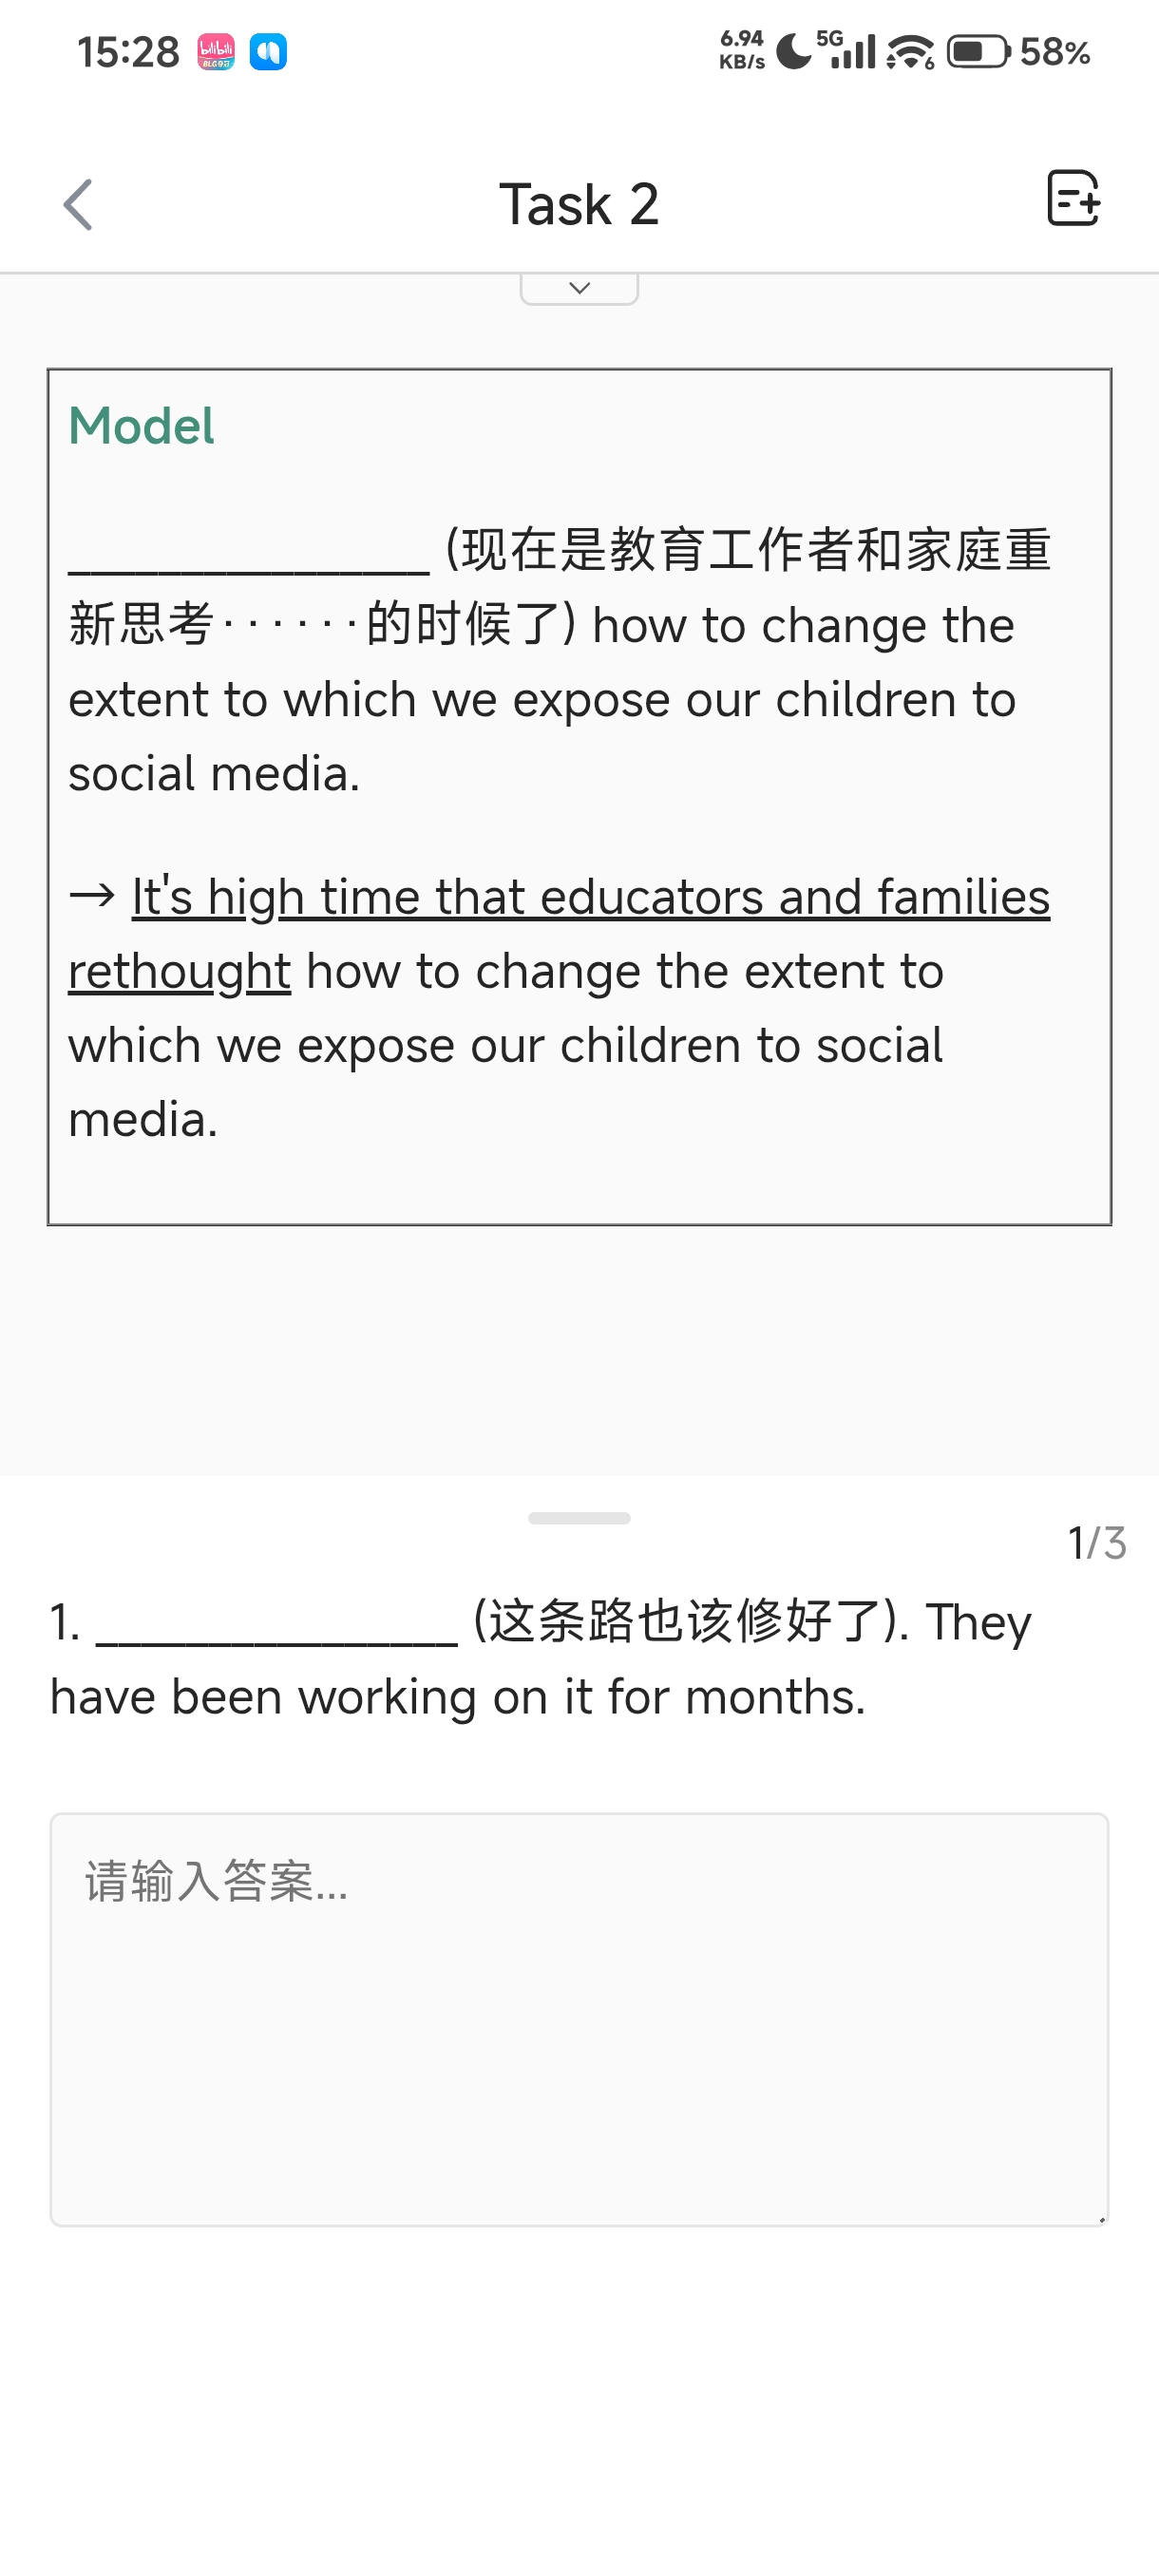 15:28
bilibili
6.94
KB/s
5G
6
58%
Task 2
Model
________________ (现在是教育工作者和家庭重
新思考······的时候了) how to change the
extent to which we expose our children to
social media.
→ It's high time that educators and families
rethought how to change the extent to
which we expose our children to social
media.
1/3
1. ________________ (这条路也该修好了). They
have been working on it for months.
请输入答案...